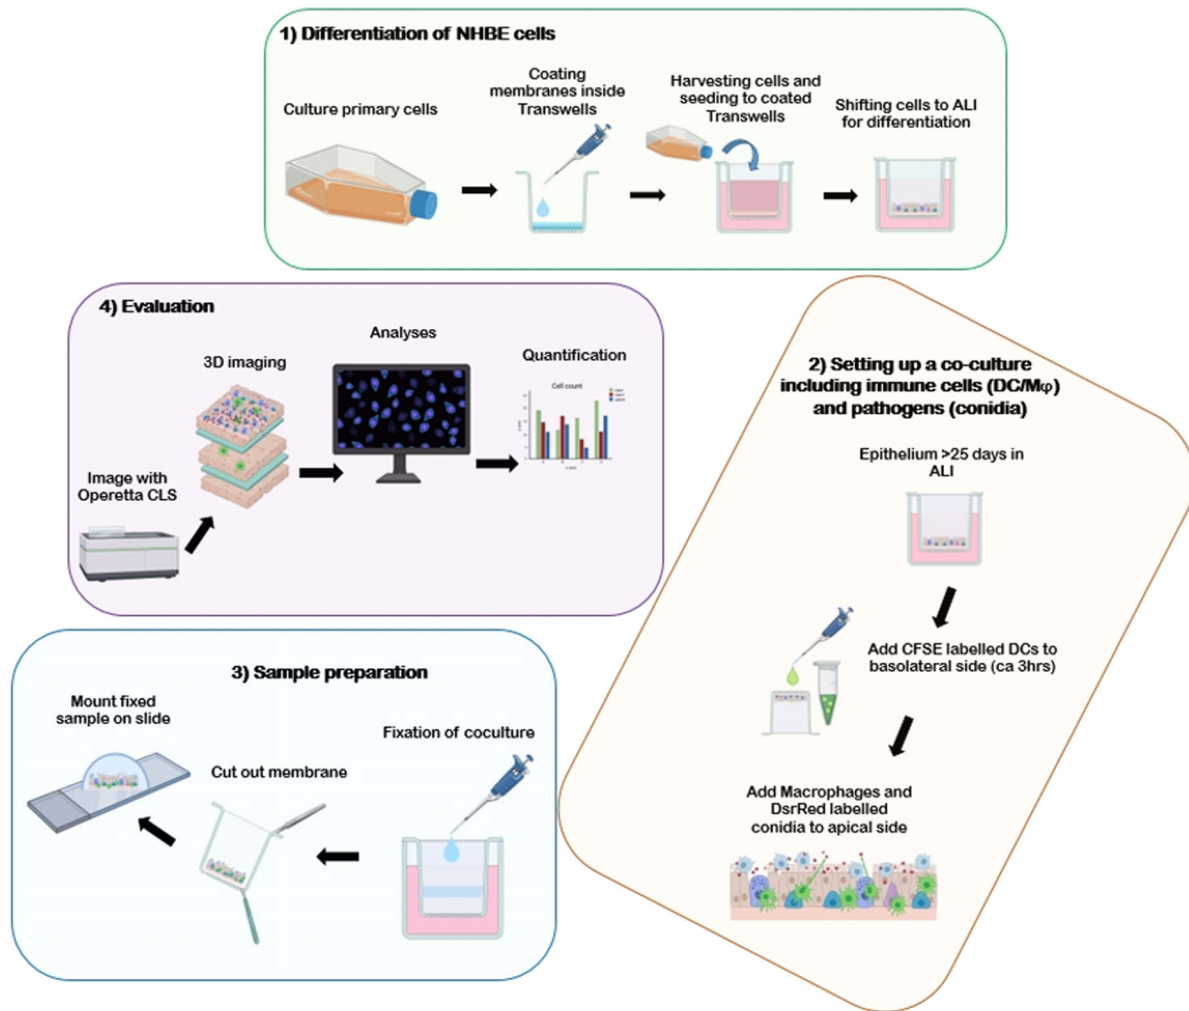 1) Differentiation of NHBE cells
Culture primary cells
Coating
membranes inside
Transwells
Harvesting cells and
seeding to coated
Transwells
Shifting cells to ALI
for differentiation
2) Setting up a co-culture
including immune cells (DC/Mφ)
and pathogens (conidia)
Epithelium >25 days in
ALI
Add CFSE labelled DCs to
basolateral side (ca 3hrs)
Add Macrophages and
DsrRed labelled
conidia to apical side
3) Sample preparation
Fixation of coculture
Cut out membrane
Mount fixed
sample on slide
4) Evaluation
Image with
Operetta CLS
3D imaging
Analyses
Quantification
Cell count